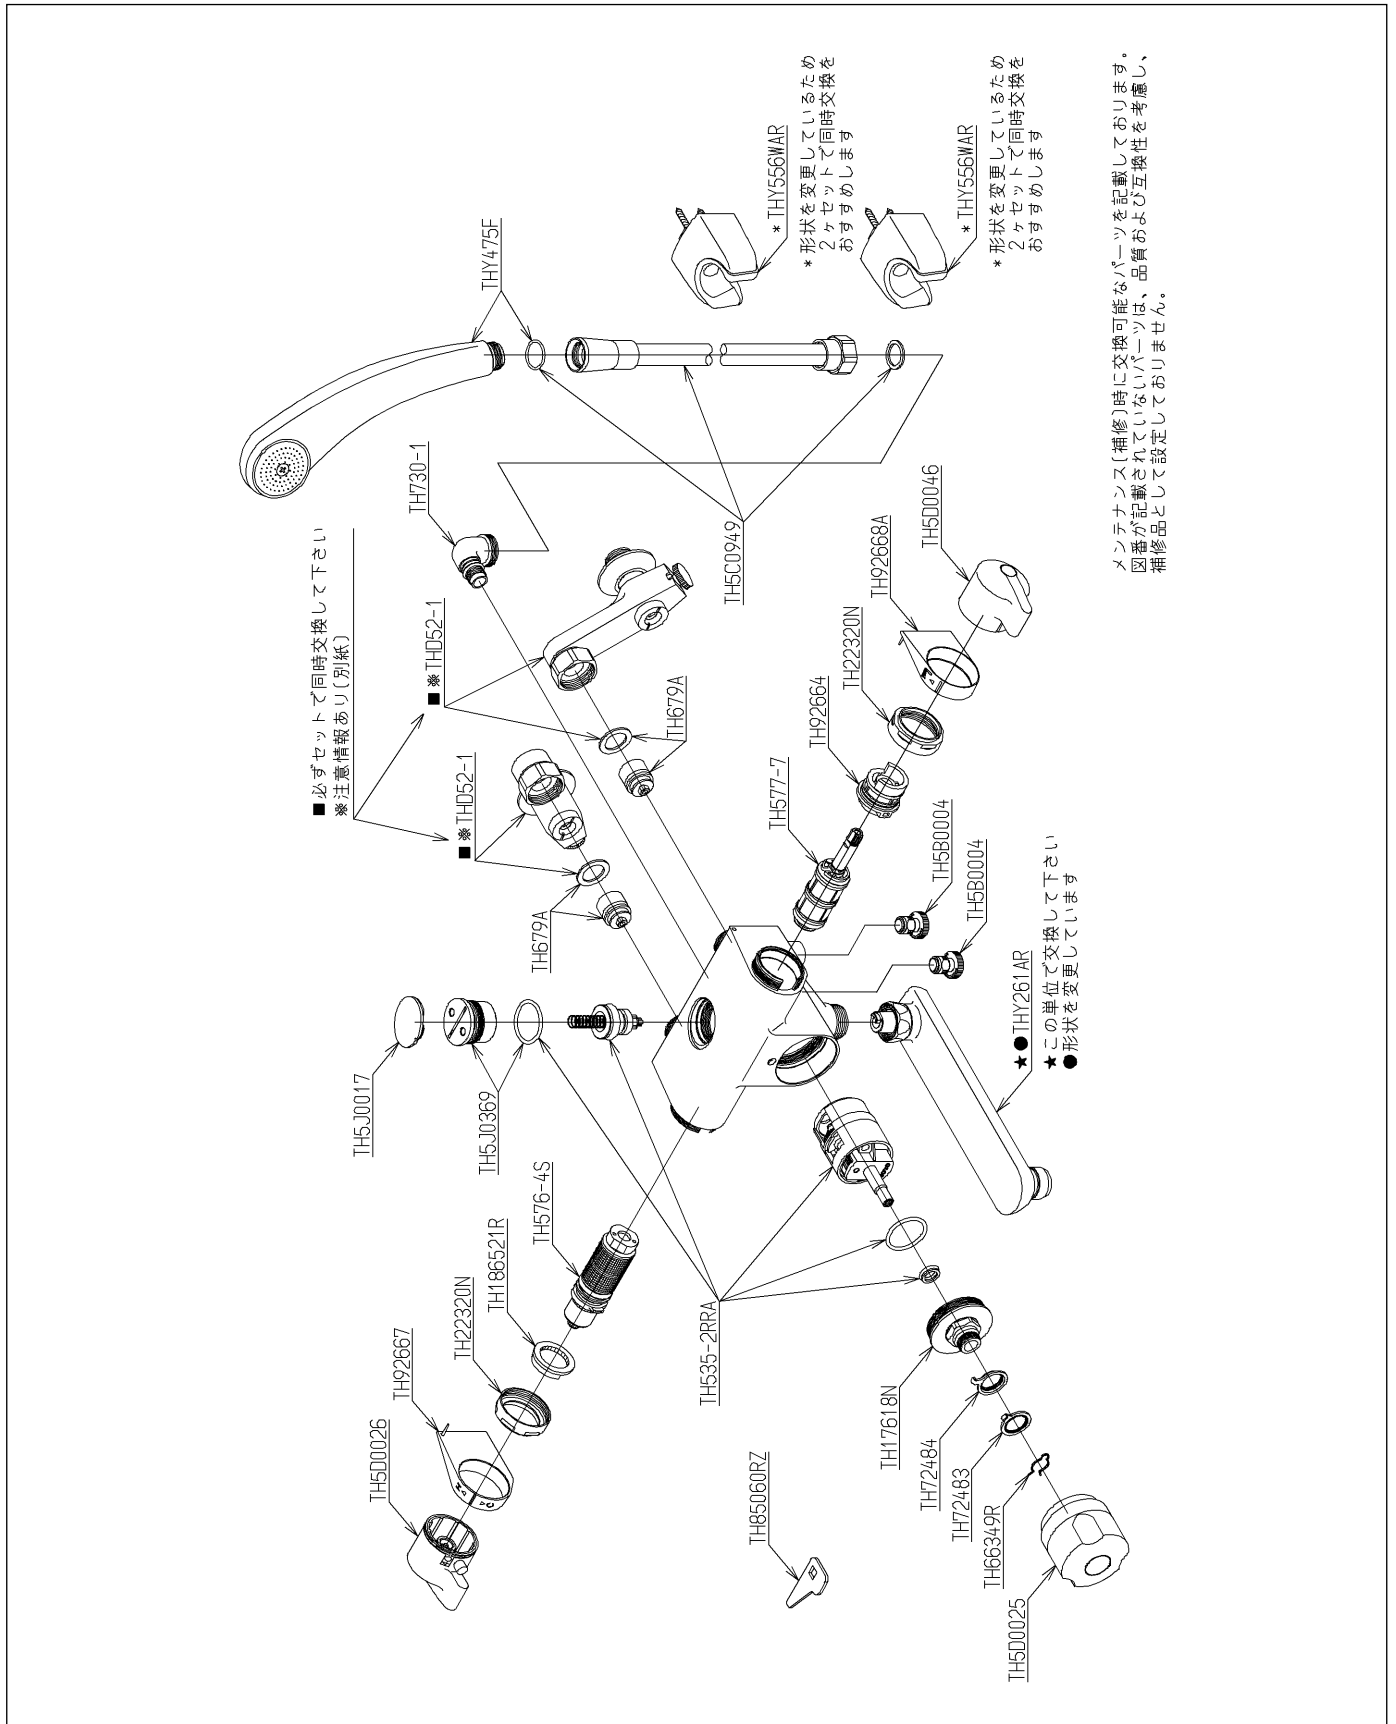 THY475F
*THY556WAR
*形状を変更しているため
2ヶセットで同時交換を
おすすめします
*THY556WAR
*形状を変更しているため
2ヶセットで同時交換を
おすすめします
メンテナンス(補修)時に交換可能なパーツを記載しております。
図番が記載されていないパーツは、品質および互換性を考慮し、
補修品として設定しておりません。
■必ずセットで同時交換して下さい
※注意情報あり(別紙)
TH730-1
■※THD52-1
■※THD52-1
TH679A
TH679A
TH5C0949
TH5D0046
TH92668A
TH22320N
TH92664
TH577-7
TH5B0004
TH5B0004
★●THY261AR
★この単位で交換して下さい
●形状を変更しています
TH5J0017
TH5J0369
TH576-4S
TH186521R
TH22320N
TH92667
TH5D0026
TH535-2RRA
TH17618N
TH72484
TH72483
TH66349R
TH5D0025
TH85060RZ